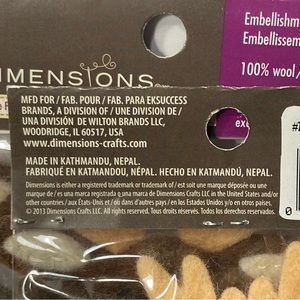 Embellishm
Embellissem
DIMENSIONS
100% wool /
MFD FOR / FAB. POUR / FAB. PARA EKSUCCESS
BRANDS, A DIVISION OF / UNE DIVISION DE /
UNA DIVISIÓN DE WILTON BRANDS LLC,
WOODRIDGE, IL 60517, USA
www.dimensions-crafts.com
ex
MADE IN KATHMANDU, NEPAL.
FABRIQUÉ EN KATMANDOU, NÉPAL. HECHO EN KATMANDÚ, NEPAL.
Dimensions is either a registered trademark or trademark of / est soit une marque déposée ou une
marque de / es una marca registrada o una marca de Dimensions Crafts LLC in the United States and/or
other countries / aux États-Unis et / où dans d'autres pays / en los Estados Unidos y/o en otros países.
© 2013 Dimensions Crafts LLC. All rights reserved. / Tous droits réservés. / Todos los derechos reservados.